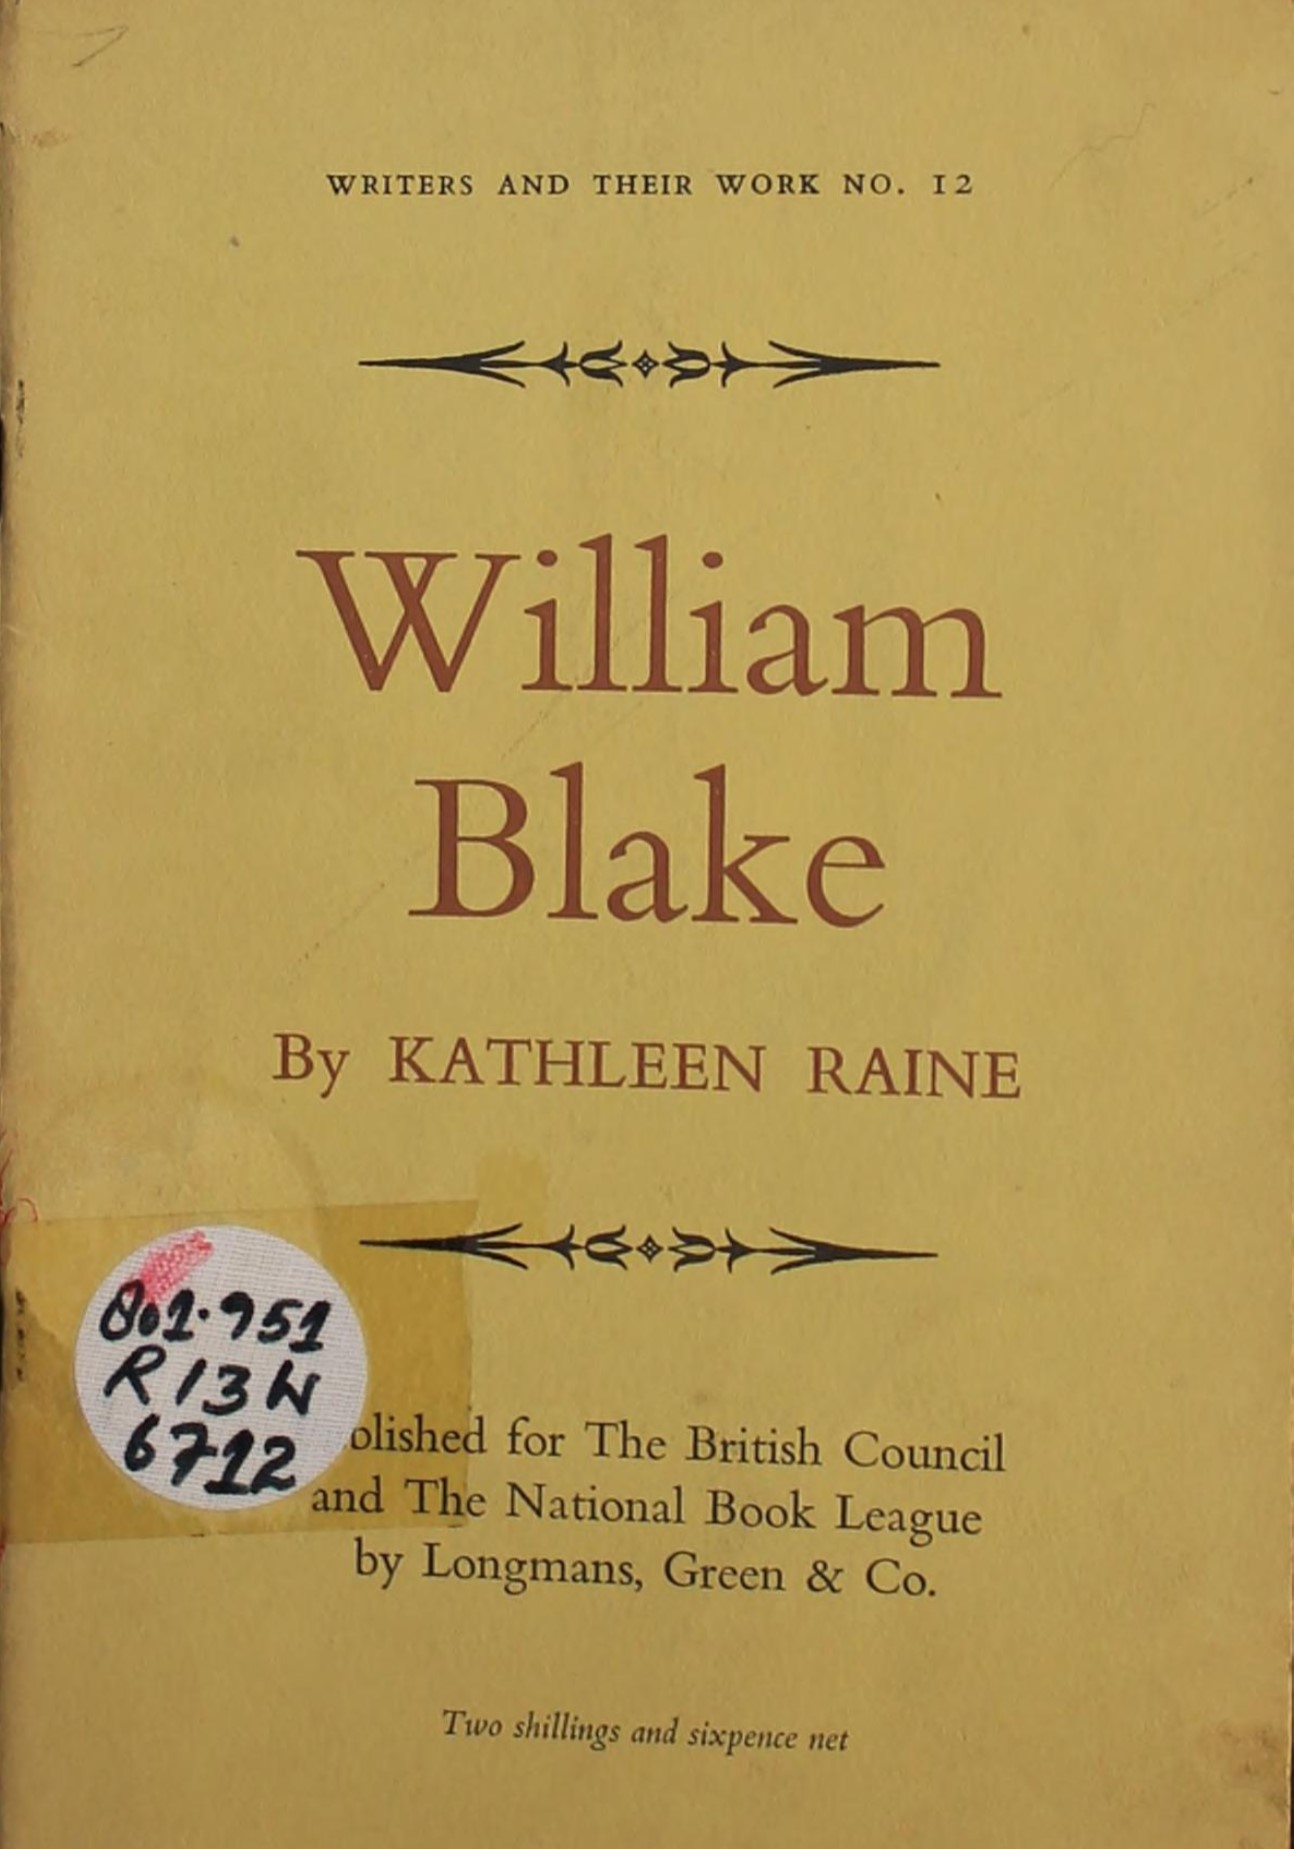 WRITERS AND THEIR WORK NO. 12
William
Blake
By KATHLEEN RAINE
801.951
R13W
6712
blished for The British Council
and The National Book League
by Longmans, Green & Co.
Two shillings and sixpence net